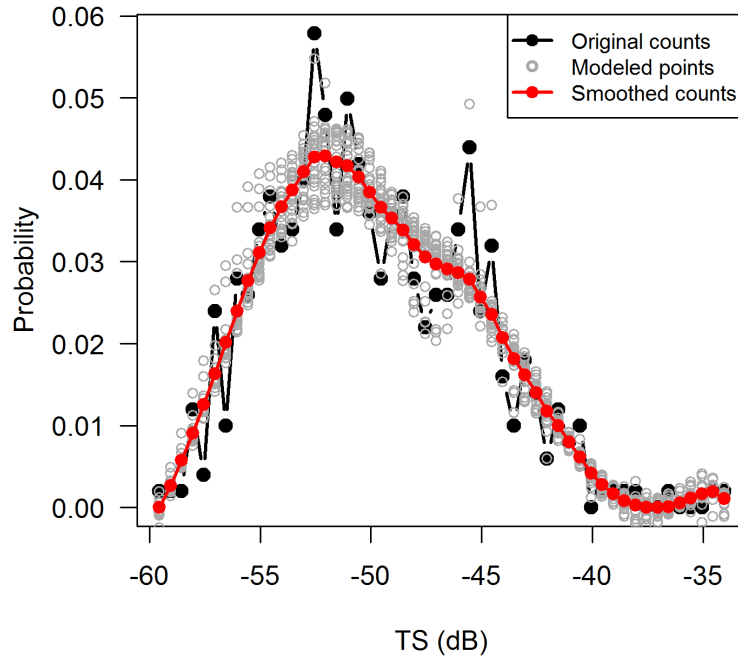 Original counts
Modeled points
Smoothed counts
0.06
0.05
0.04
0.03
0.02
0.01
0.00
Probability
-60 -55 -50 -45 -40 -35
TS (dB)